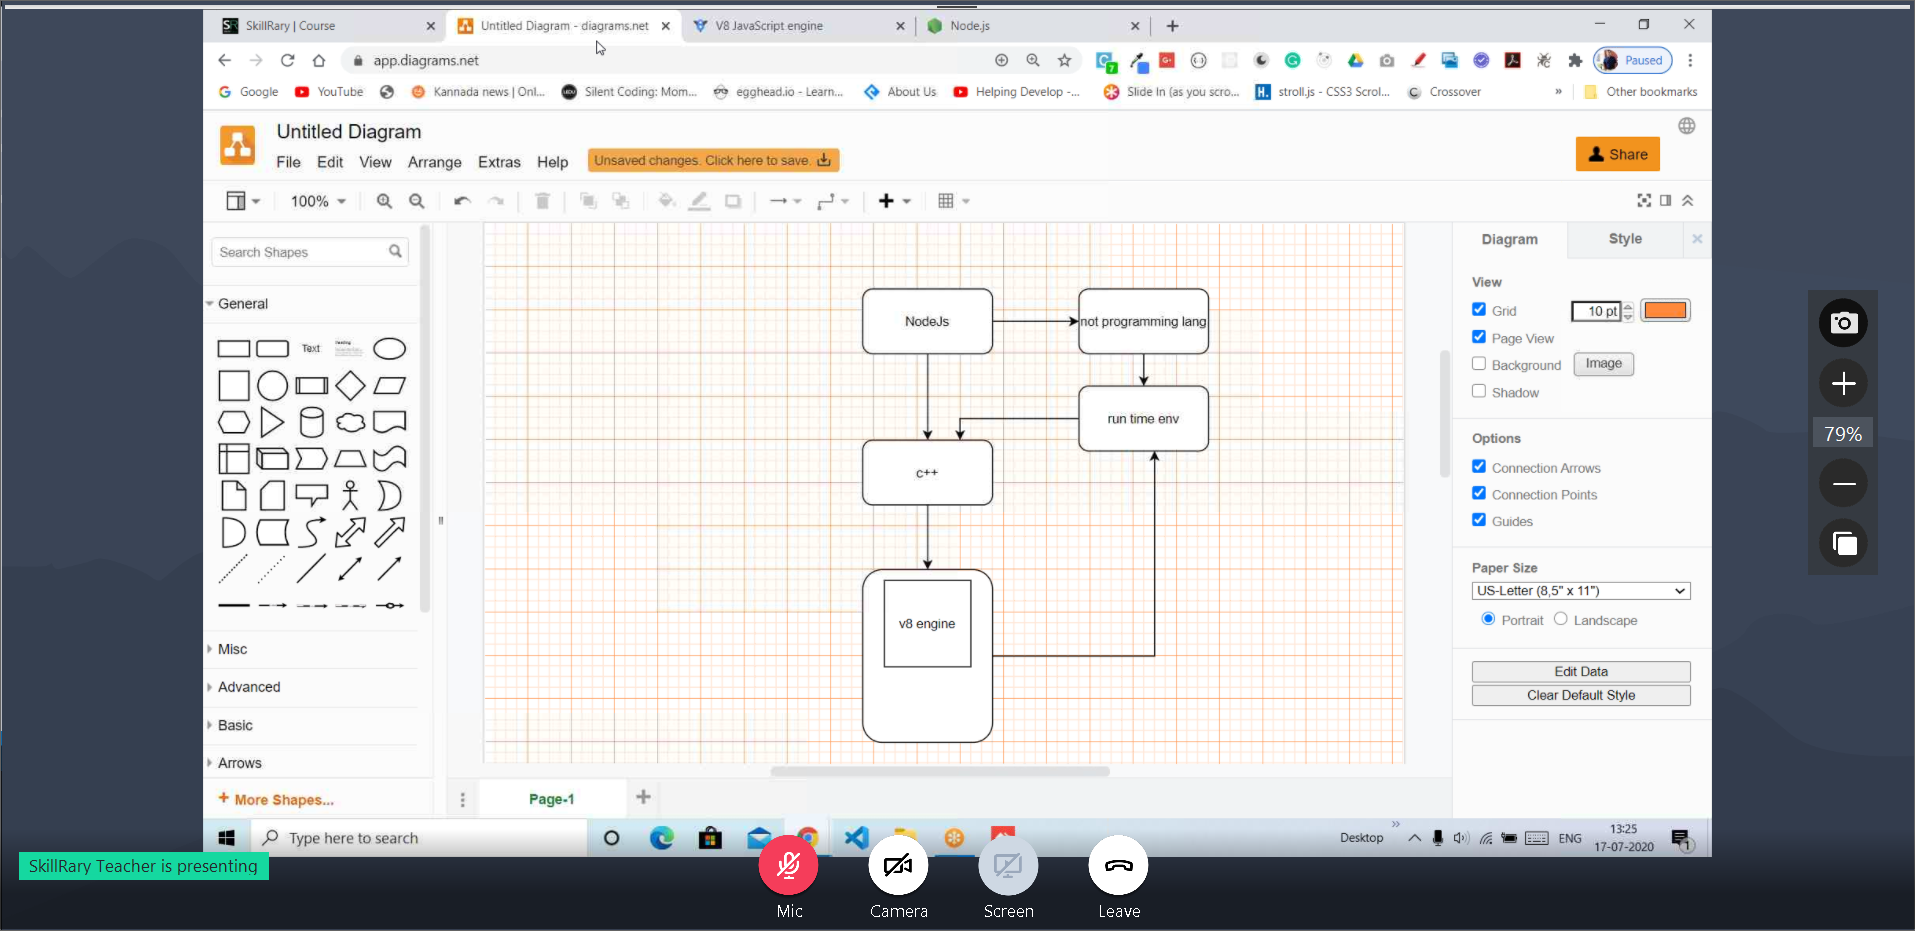 SkillRary | Course
Untitled Diagram - diagrams.net
V8 JavaScript engine
Node.js
app.diagrams.net
Paused
Google
YouTube
Kannada news | Onl...
Silent Coding: Mom...
egghead.io - Learn...
About Us
Helping Develop -...
Slide In (as you scro...
stroll.js - CSS3 Scrol...
Crossover
»
Other bookmarks
Untitled Diagram
File Edit View Arrange Extras Help
Unsaved changes. Click here to save.
Share
100%
Search Shapes
General
Text
Heading
Misc
Advanced
Basic
Arrows
+ More Shapes...
NodeJs
not programming lang
run time env
c++
v8 engine
Page-1
Diagram
Style
View
Grid
10 pt
Page View
Background
Image
Shadow
Options
Connection Arrows
Connection Points
Guides
Paper Size
US-Letter (8,5" x 11")
Portrait
Landscape
Edit Data
Clear Default Style
79%
Type here to search
Desktop
ENG
13:25
17-07-2020
1
SkillRary Teacher is presenting
Mic
Camera
Screen
Leave